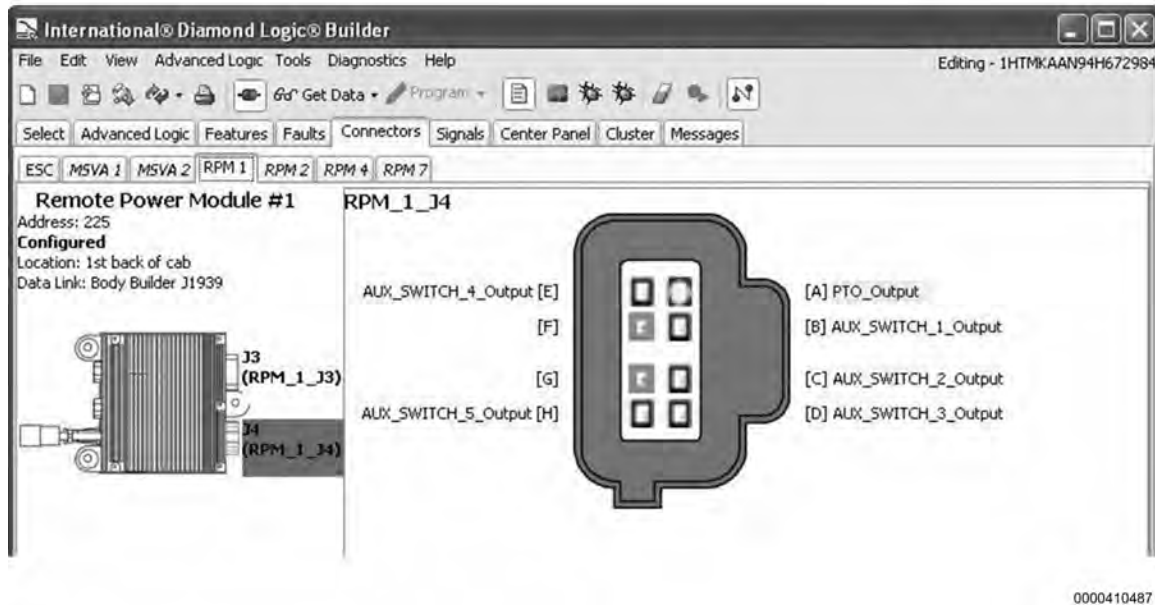 International® Diamond Logic® Builder
File Edit View Advanced Logic Tools Diagnostics Help
Editing - 1HTMKAAN94H672984
Get Data Program
Select Advanced Logic Features Faults Connectors Signals Center Panel Cluster Messages
ESC MSVA 1 MSVA 2 RPM 1 RPM 2 RPM 4 RPM 7
Remote Power Module #1
Address: 225
Configured
Location: 1st back of cab
Data Link: Body Builder J1939
J3
(RPM_1_J3)
J4
(RPM_1_J4)
RPM_1_J4
AUX_SWITCH_4_Output [E]
[A] PTO_Output
[F]
[B] AUX_SWITCH_1_Output
[G]
[C] AUX_SWITCH_2_Output
AUX_SWITCH_5_Output [H]
[D] AUX_SWITCH_3_Output
0000410487